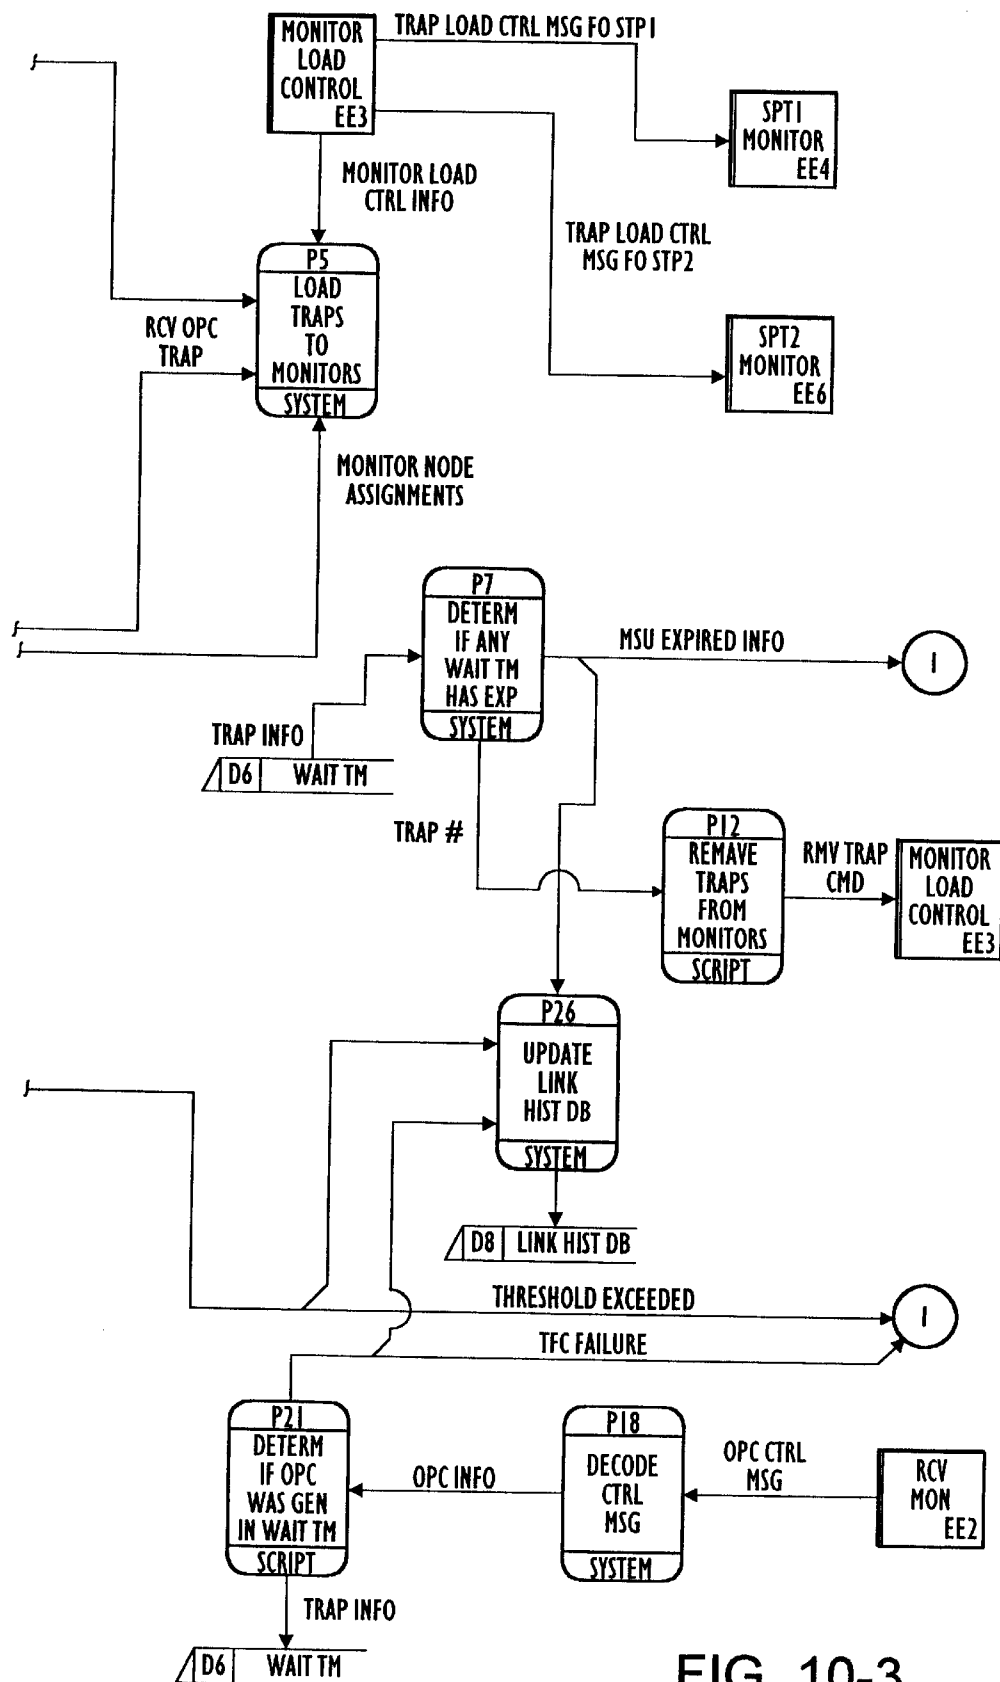 MONITOR
LOAD
CONTROL
EE3
TRAP LOAD CTRL MSG FO STP1
SPT1
MONITOR
EE4
MONITOR LOAD
CTRL INFO
TRAP LOAD CTRL
MSG FO STP2
P5
LOAD
TRAPS
TO
MONITORS
SYSTEM
RCV OPC
TRAP
SPT2
MONITOR
EE6
MONITOR NODE
ASSIGNMENTS
P7
DETERM
IF ANY
WAIT TM
HAS EXP
SYSTEM
MSU EXPIRED INFO
1
TRAP INFO
D6 WAIT TM
TRAP #
P12
REMAVE
TRAPS
FROM
MONITORS
SCRIPT
RMV TRAP
CMD
MONITOR
LOAD
CONTROL
EE3
P26
UPDATE
LINK
HIST DB
SYSTEM
D8 LINK HIST DB
THRESHOLD EXCEEDED
1
TFC FAILURE
P21
DETERM
IF OPC
WAS GEN
IN WAIT TM
SCRIPT
OPC INFO
P18
DECODE
CTRL
MSG
SYSTEM
OPC CTRL
MSG
RCV
MON
EE2
TRAP INFO
D6 WAIT TM
FIG. 10-3